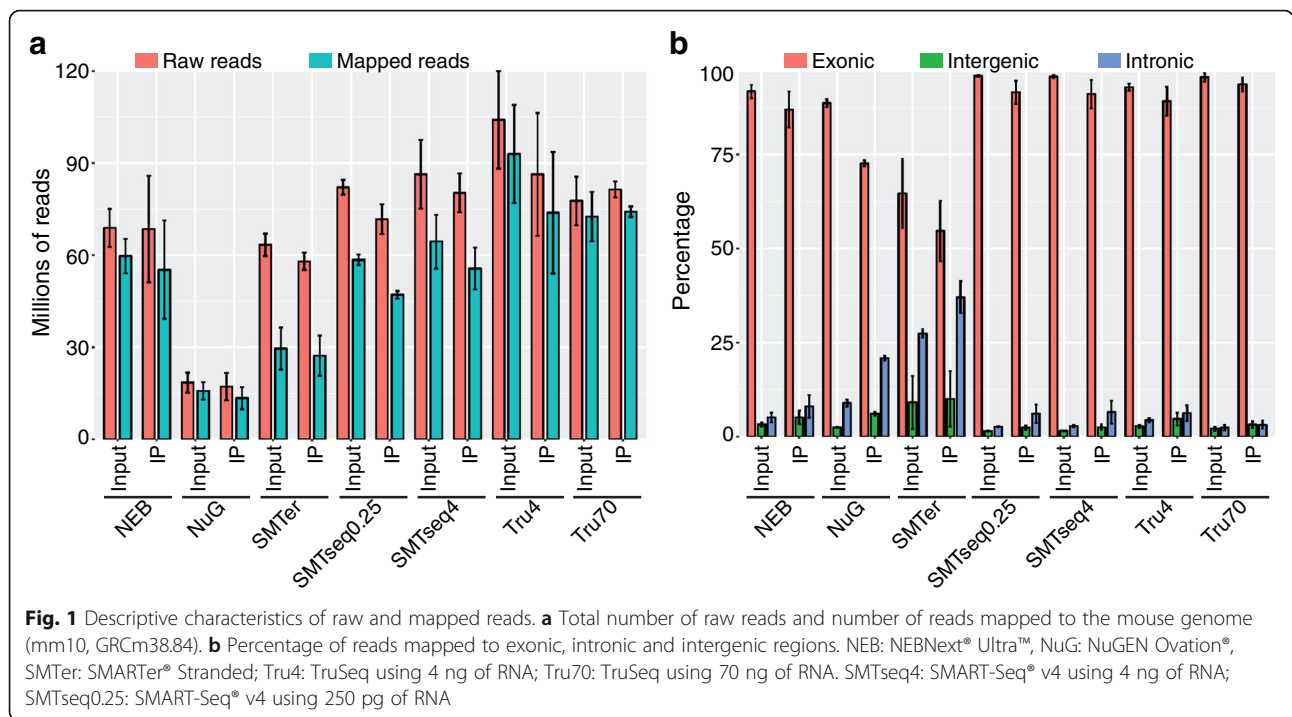 a
Raw reads Mapped reads
120
90
60
30
0
Millions of reads
Input IP Input IP Input IP Input IP Input IP Input IP Input IP
NEB NuG SMTer SMTseq0.25 SMTseq4 Tru4 Tru70
b
Exonic Intergenic Intronic
100
75
50
25
0
Percentage
Input IP Input IP Input IP Input IP Input IP Input IP Input IP
NEB NuG SMTer SMTseq0.25 SMTseq4 Tru4 Tru70
Fig. 1 Descriptive characteristics of raw and mapped reads. a Total number of raw reads and number of reads mapped to the mouse genome
(mm10, GRCm38.84). b Percentage of reads mapped to exonic, intronic and intergenic regions. NEB: NEBNext® Ultra™, NuG: NuGEN Ovation®,
SMTer: SMARTer® Stranded; Tru4: TruSeq using 4 ng of RNA; Tru70: TruSeq using 70 ng of RNA. SMTseq4: SMART-Seq® v4 using 4 ng of RNA;
SMTseq0.25: SMART-Seq® v4 using 250 pg of RNA